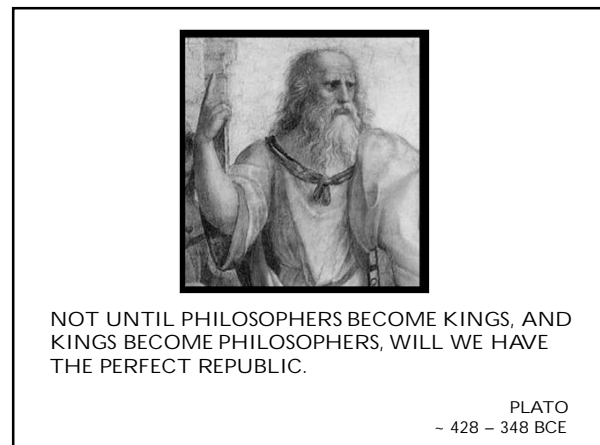 NOT UNTIL PHILOSOPHERS BECOME KINGS, AND
KINGS BECOME PHILOSOPHERS, WILL WE HAVE
THE PERFECT REPUBLIC.
PLATO
~ 428 – 348 BCE